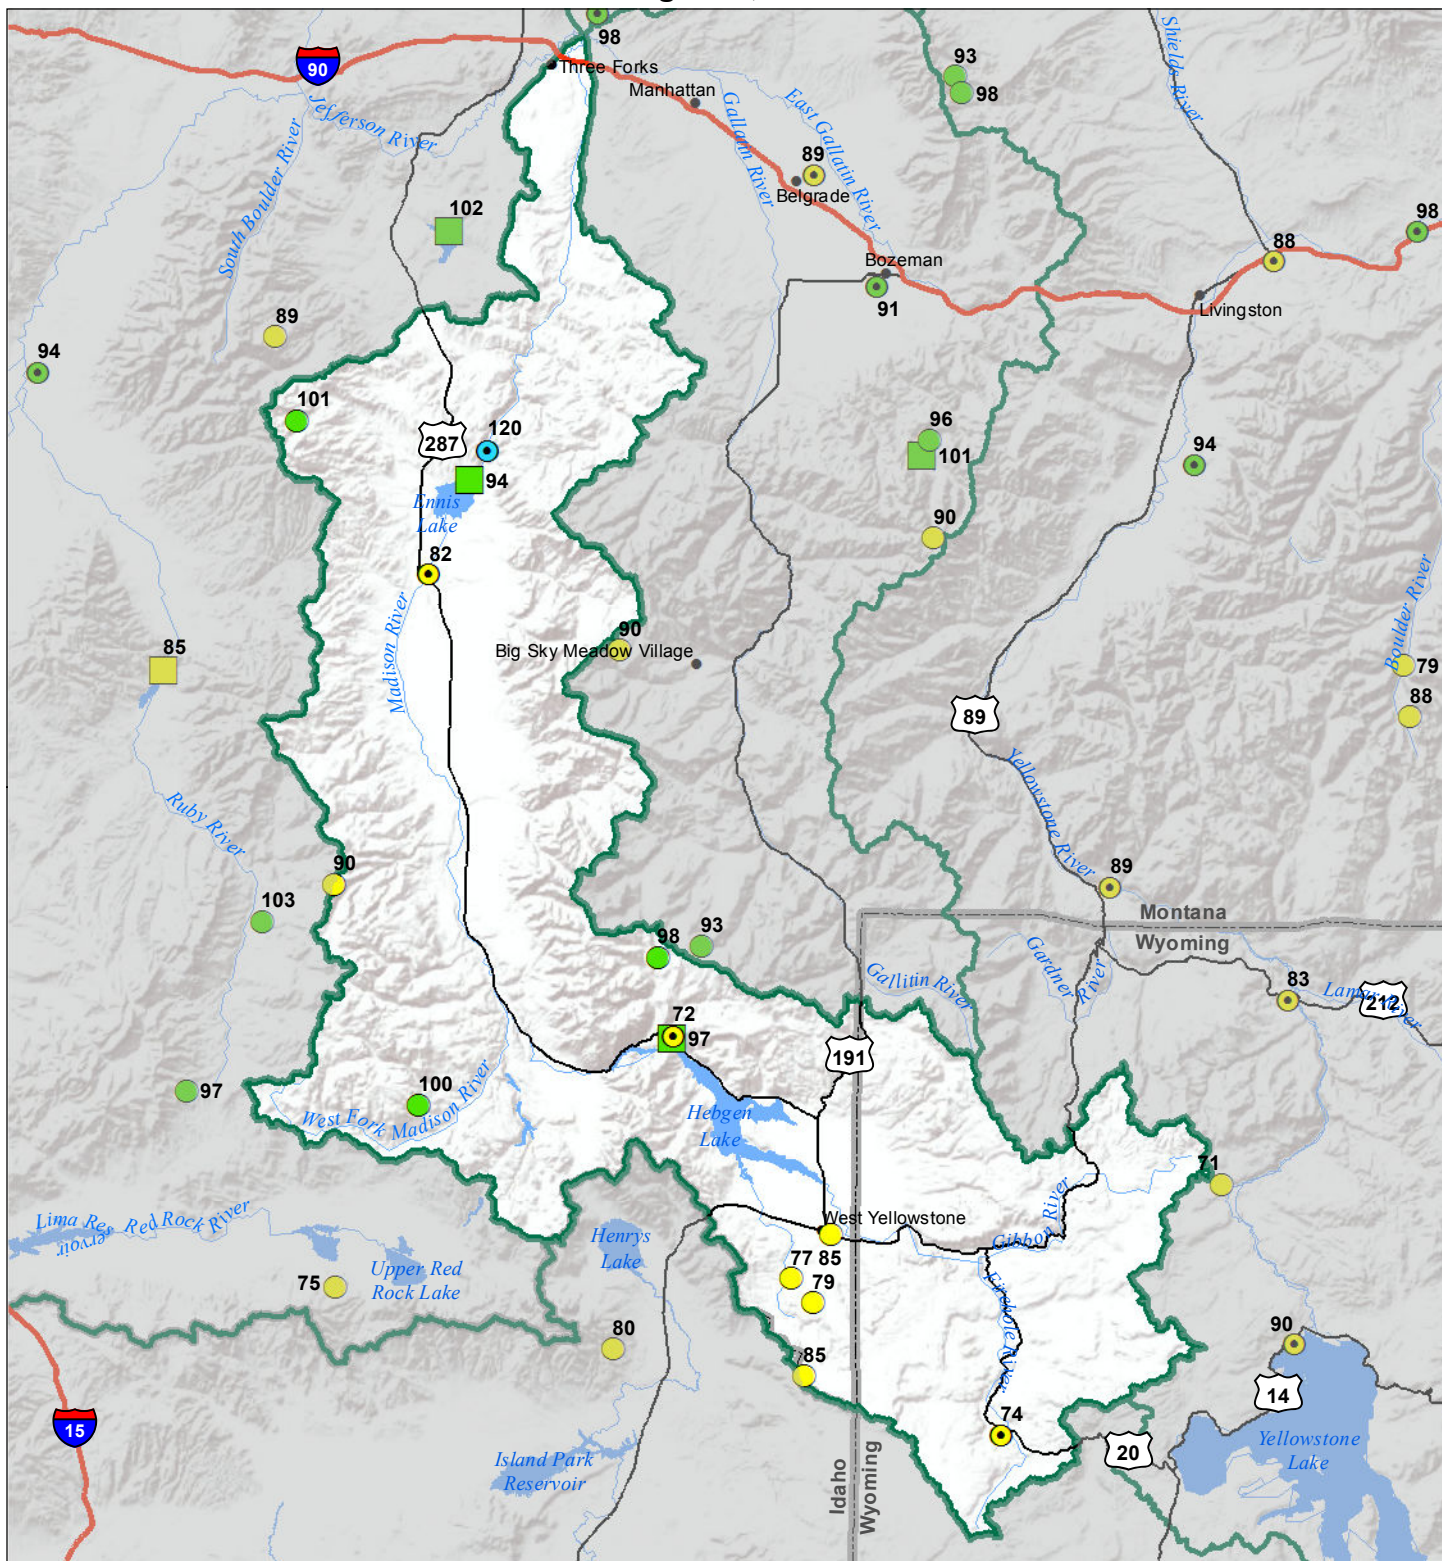 98
93
98
90
Three Forks
Manhattan
Jefferson River
Gallatin River
East Gallatin River
Shields River
South Boulder River
89
Belgrade
102
98
88
Bozeman
91
Livingston
89
94
101
287
120
96
101
94
94
Ennis
Lake
90
82
Madison River
90
Big Sky Meadow Village
85
Boulder River
79
88
89
Yellowstone River
Ruby River
90
89
103
98
93
Montana
Wyoming
Gallitin River
Gardner
River
83
Lamar River
212
72
97
191
97
100
West Fork Madison River
Hebgen
Lake
71
Lima Reservoir
Red Rock River
West Yellowstone
85
Gibbon River
Henrys
Lake
Upper Red
Rock Lake
75
77
79
Firehole River
80
85
90
14
15
74
20
Yellowstone
Lake
Island Park
Reservoir
Idaho
Wyoming